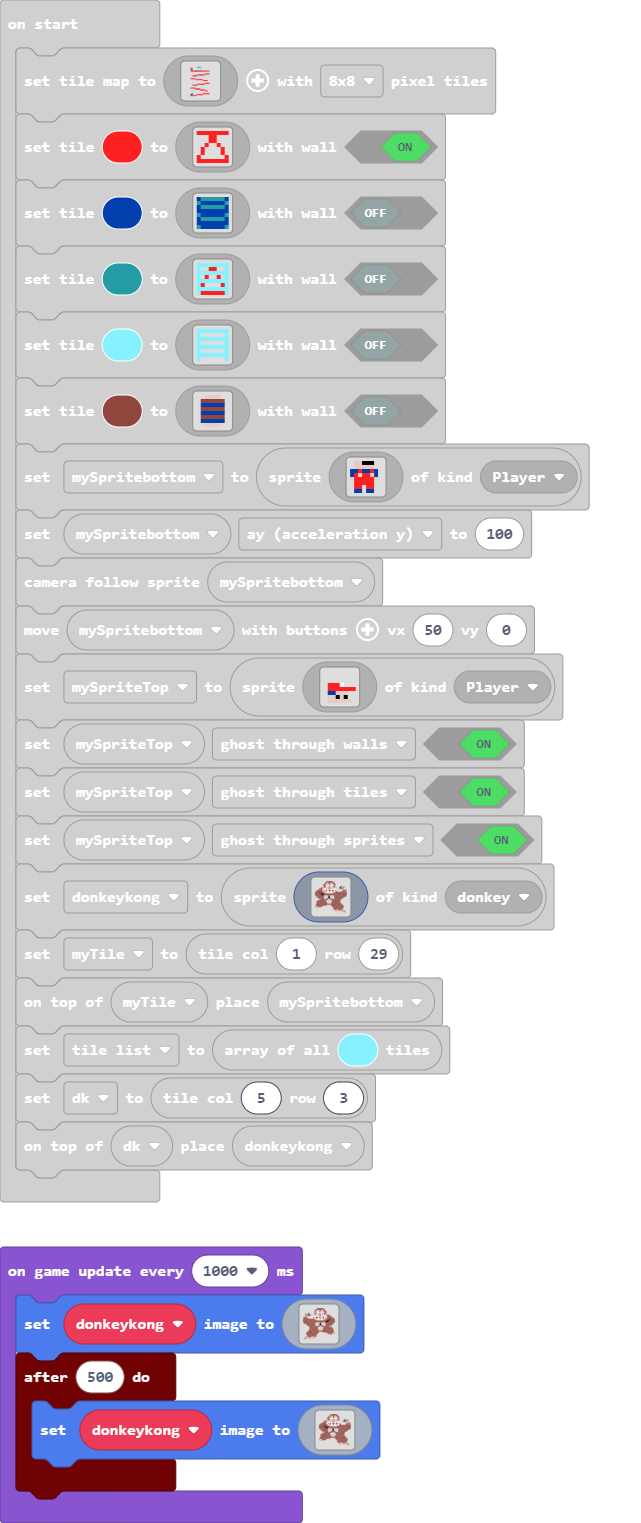 on start
set tile map to with 8x8 pixel tiles
set tile to with wall ON
set tile to with wall OFF
set tile to with wall OFF
set tile to with wall OFF
set tile to with wall OFF
set mySpritebottom to sprite of kind Player
set mySpritebottom ay (acceleration y) to 100
camera follow sprite mySpritebottom
move mySpritebottom with buttons vx 50 vy 0
set mySpriteTop to sprite of kind Player
set mySpriteTop ghost through walls ON
set mySpriteTop ghost through tiles ON
set mySpriteTop ghost through sprites ON
set donkeykong to sprite of kind donkey
set myTile to tile col 1 row 29
on top of myTile place mySpritebottom
set tile list to array of all tiles
set dk to tile col 5 row 3
on top of dk place donkeykong
on game update every 1000 ms
set donkeykong image to
after 500 do
set donkeykong image to